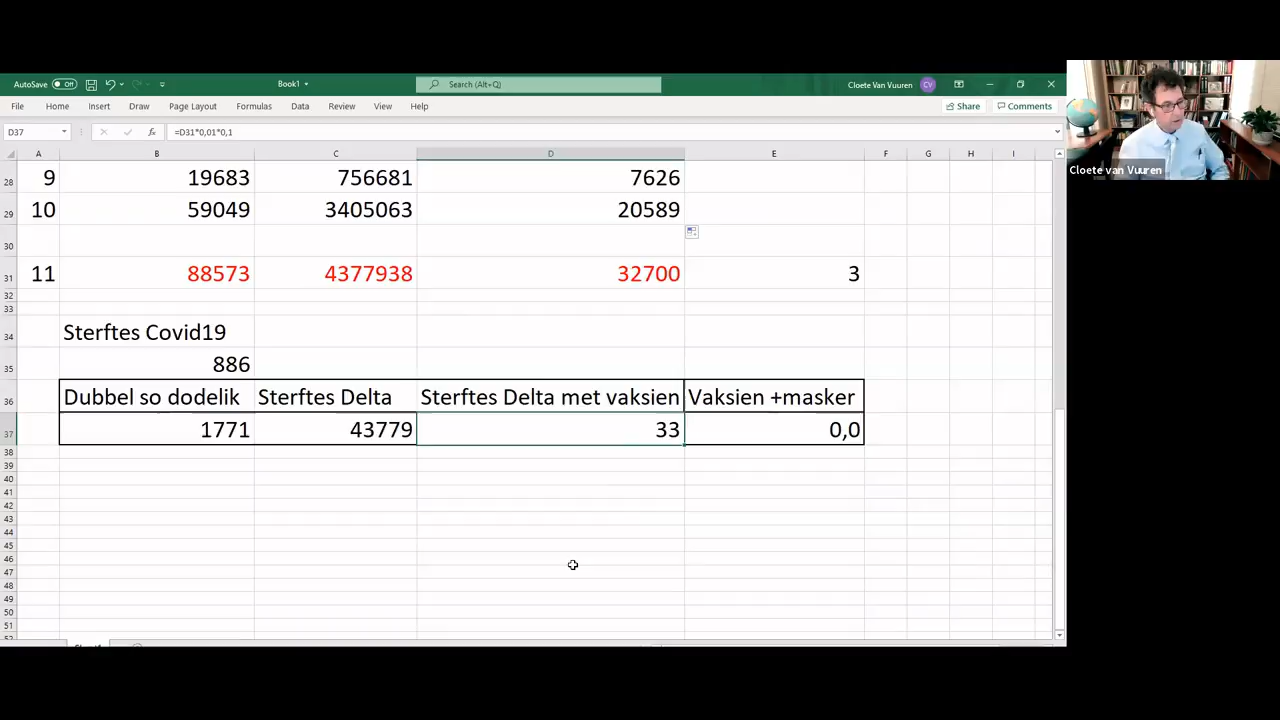 AutoSave Off Book1 Search (Alt+Q) Cloete Van Vuuren CV
File Home Insert Draw Page Layout Formulas Data Review View Help Share Comments
D37 fx =D31*0,01*0,1
A B C D E F G H I
28 9 19683 756681 7626
29 10 59049 3405063 20589
30
31 11 88573 4377938 32700 3
32
33
34 Sterftes Covid19
35 886
36 Dubbel so dodelik Sterftes Delta Sterftes Delta met vaksien Vaksien +masker
37 1771 43779 33 0,0
38
39
40
41
42
43
44
45
46
47
48
49
50
51
52
Cloete van Vuuren